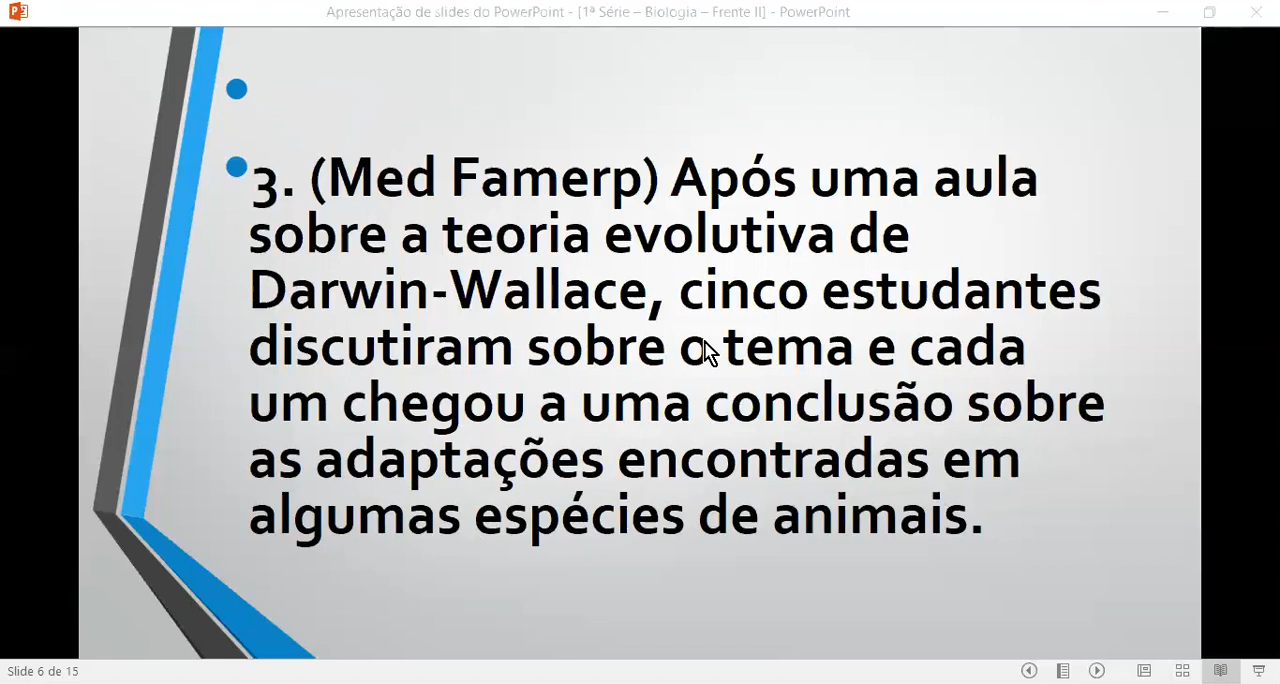 Apresentação de slides do PowerPoint - [1ª Série – Biologia – Frente II] - PowerPoint
3. (Med Famerp) Após uma aula
sobre a teoria evolutiva de
Darwin-Wallace, cinco estudantes
discutiram sobre o tema e cada
um chegou a uma conclusão sobre
as adaptações encontradas em
algumas espécies de animais.
Slide 6 de 15